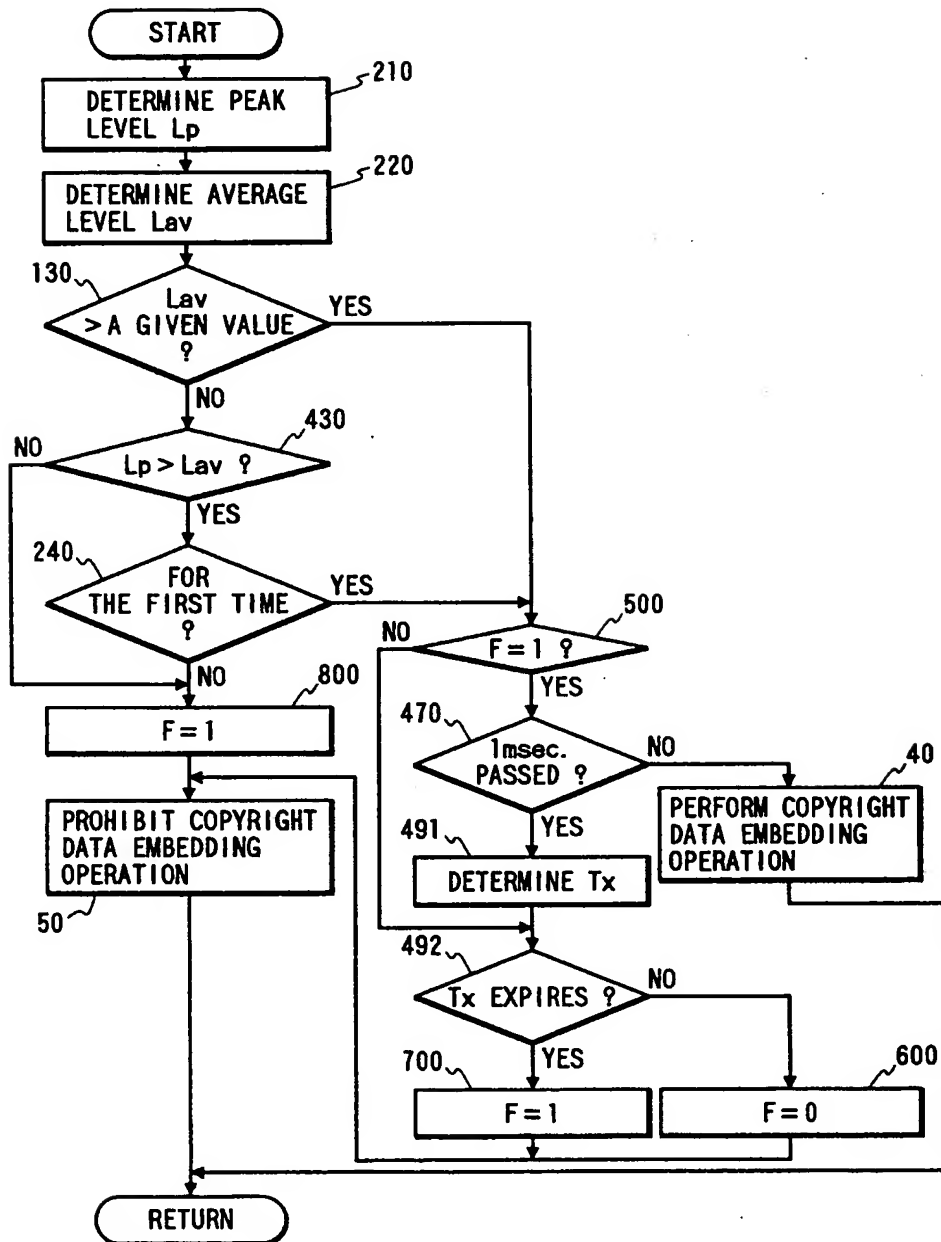 START
210
DETERMINE PEAK
LEVEL Lp
220
DETERMINE AVERAGE
LEVEL Lav
130
Lav
> A GIVEN VALUE
?
YES
NO
430
NO
Lp > Lav ?
YES
240
FOR
THE FIRST TIME
?
YES
NO
500
NO
F = 1 ?
YES
800
F = 1
470
1msec.
PASSED ?
NO
YES
40
PERFORM COPYRIGHT
DATA EMBEDDING
OPERATION
PROHIBIT COPYRIGHT
DATA EMBEDDING
OPERATION
50
491
DETERMINE Tx
492
Tx EXPIRES ?
NO
YES
700
F = 1
600
F = 0
RETURN